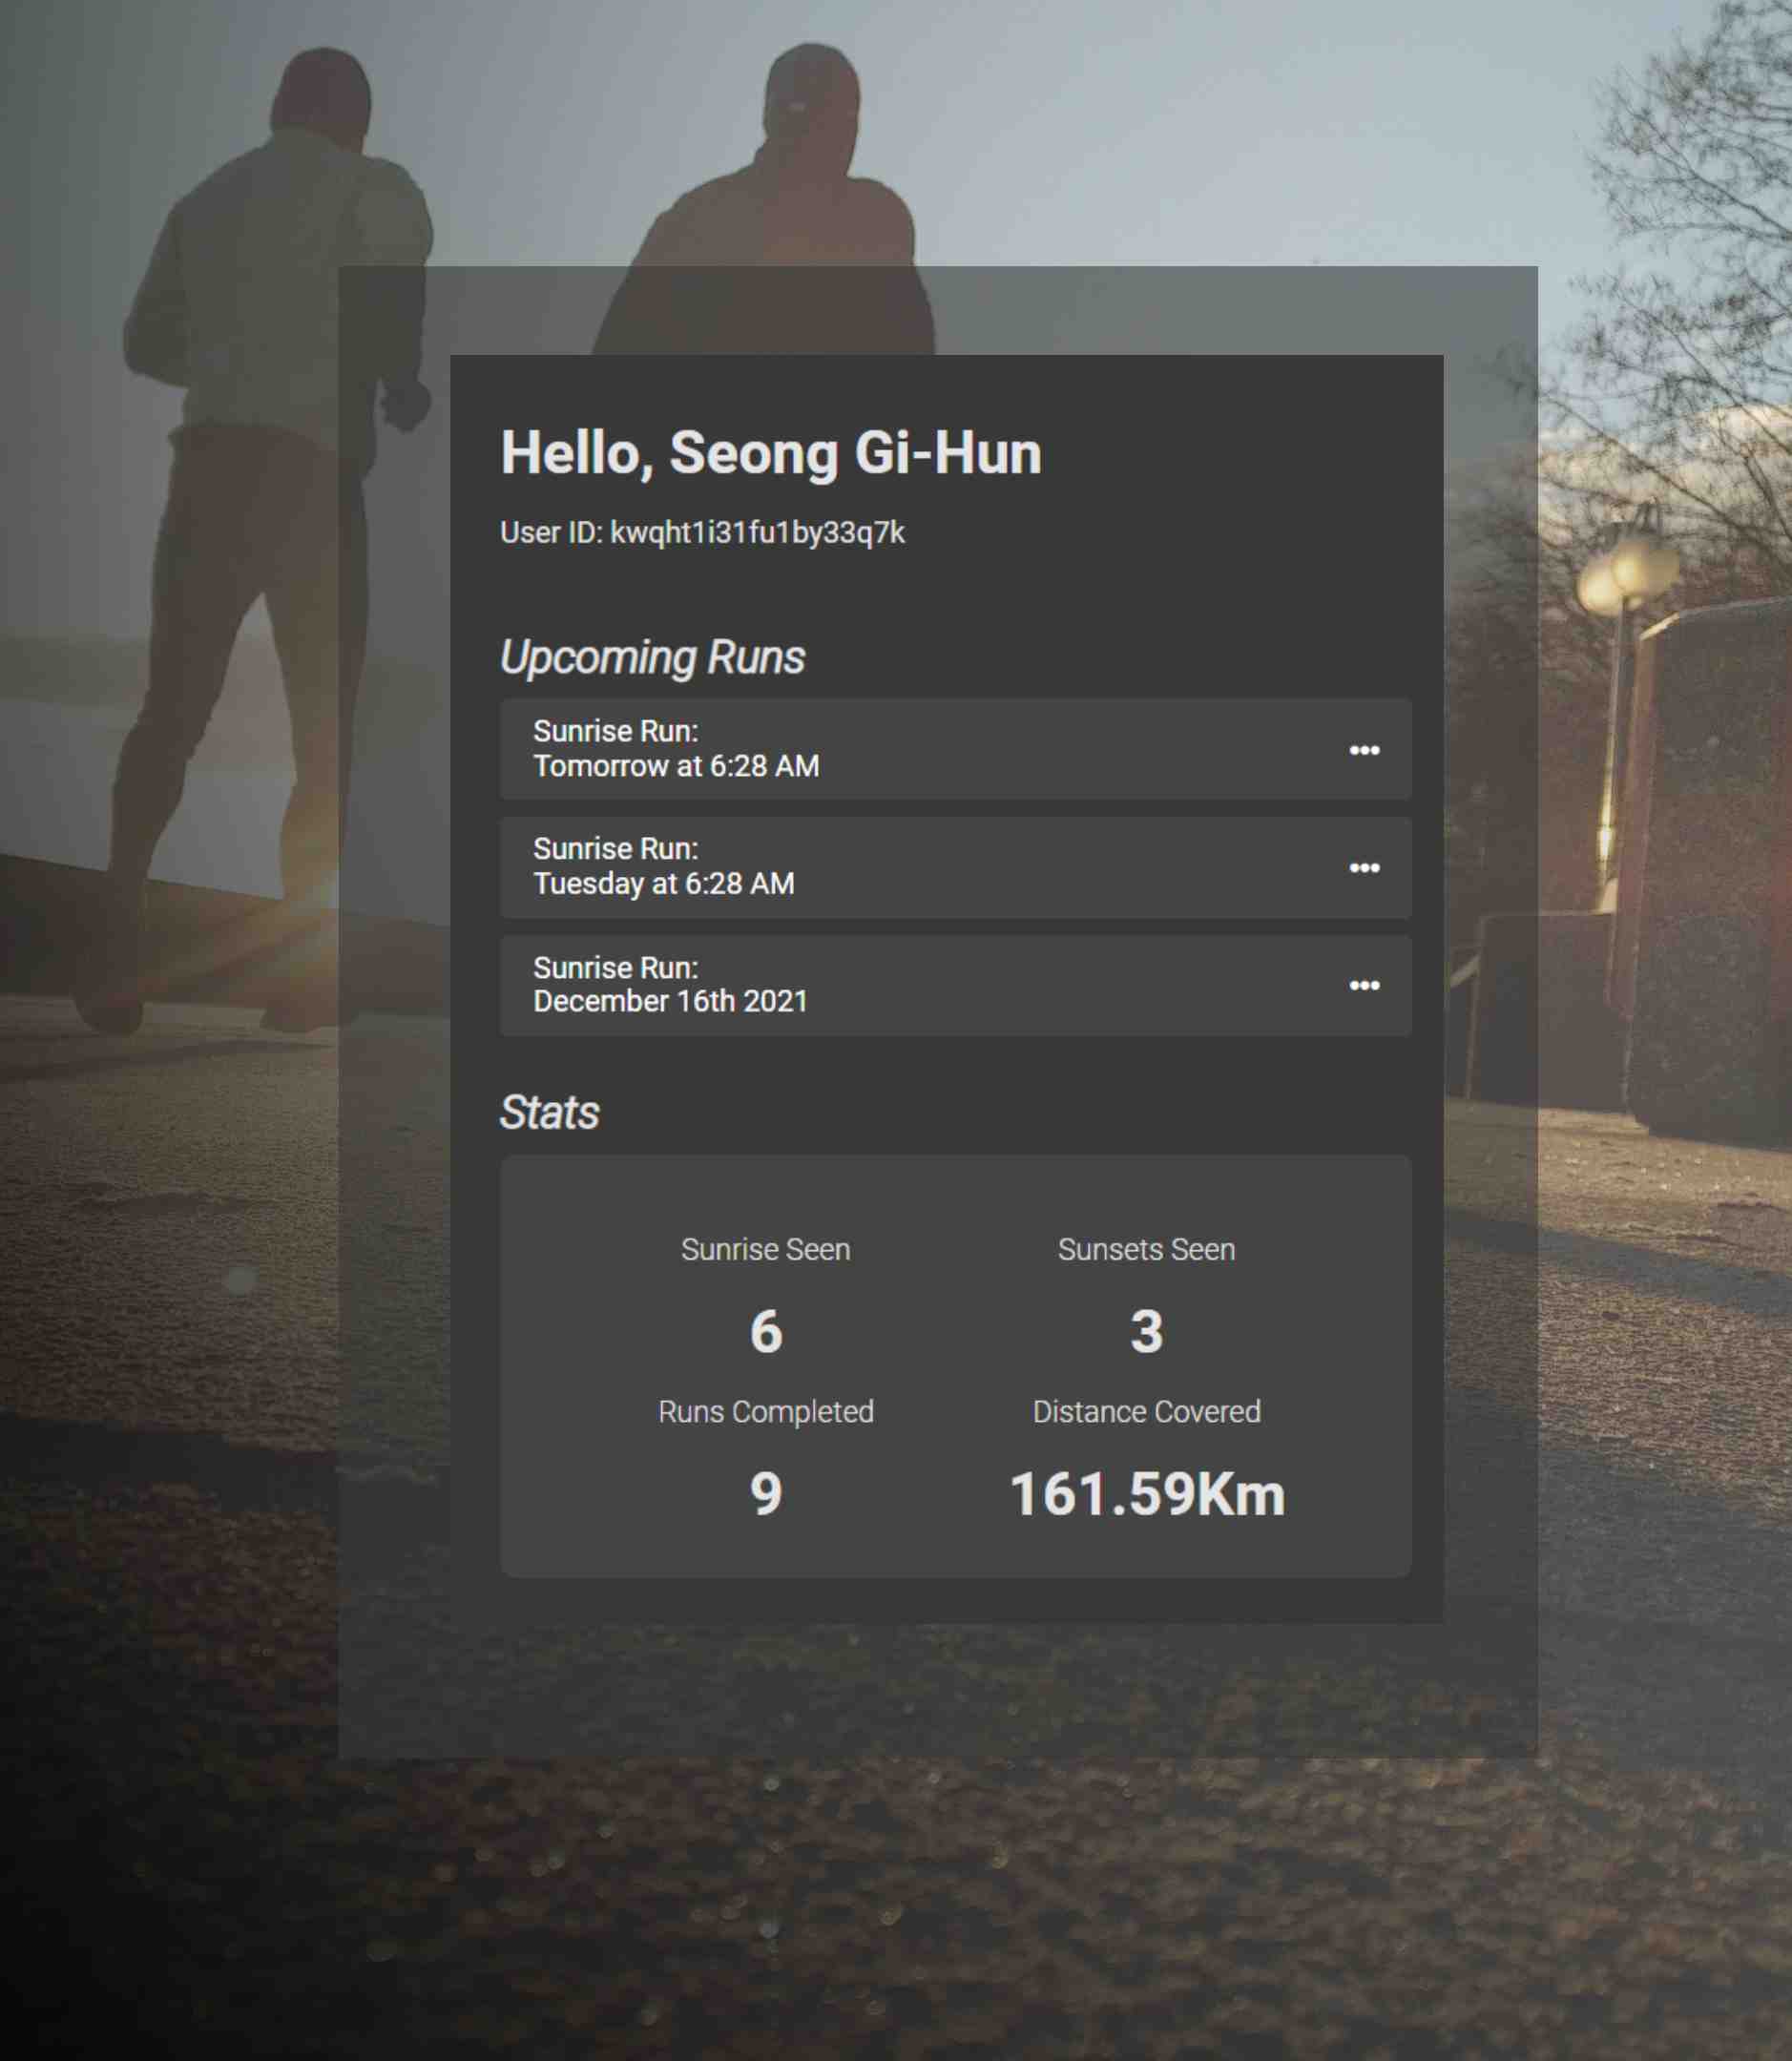 Hello, Seong Gi-Hun
User ID: kwqht1i31fu1by33q7k
Upcoming Runs
Sunrise Run:
Tomorrow at 6:28 AM
Sunrise Run:
Tuesday at 6:28 AM
Sunrise Run:
December 16th 2021
Stats
Sunrise Seen
Sunsets Seen
6
3
Runs Completed
Distance Covered
9
161.59Km